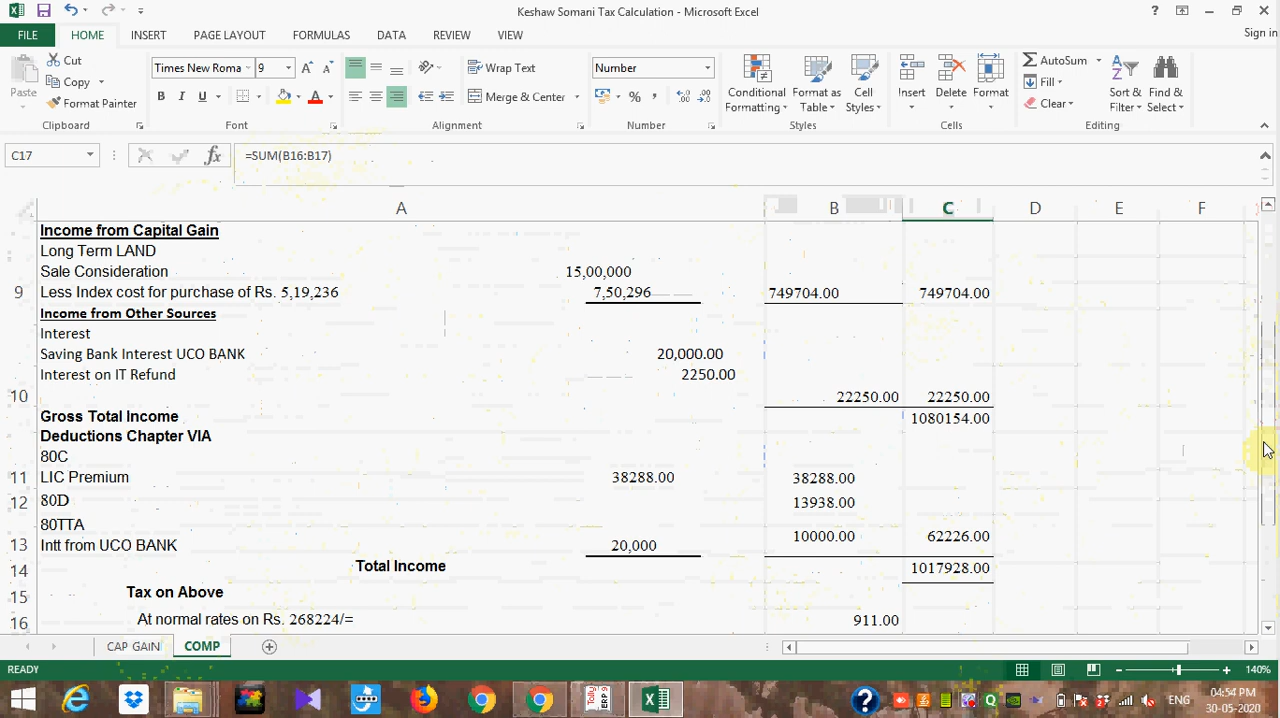 Keshaw Somani Tax Calculation - Microsoft Excel
Sign in
FILE HOME INSERT PAGE LAYOUT FORMULAS DATA REVIEW VIEW
Paste
Cut
Copy
Format Painter
Clipboard
Times New Roma 9
B I U
Font
Wrap Text
Merge & Center
Alignment
Number
Number
Conditional Formatting
Format as Table
Cell Styles
Styles
Insert
Delete
Format
Cells
AutoSum
Fill
Clear
Sort & Filter
Find & Select
Editing
C17 fx =SUM(B16:B17)
A B C D E F
Income from Capital Gain
Long Term LAND
Sale Consideration 15,00,000
9 Less Index cost for purchase of Rs. 5,19,236 7,50,296 749704.00 749704.00
Income from Other Sources
Interest
Saving Bank Interest UCO BANK 20,000.00
Interest on IT Refund 2250.00
10 22250.00 22250.00
Gross Total Income 1080154.00
Deductions Chapter VIA
80C
11 LIC Premium 38288.00 38288.00
12 80D 13938.00
80TTA
13 Intt from UCO BANK 20,000 10000.00 62226.00
14 Total Income 1017928.00
15 Tax on Above
16 At normal rates on Rs. 268224/= 911.00
CAP GAIN COMP
READY 140%
ENG
04:54 PM
30-05-2020